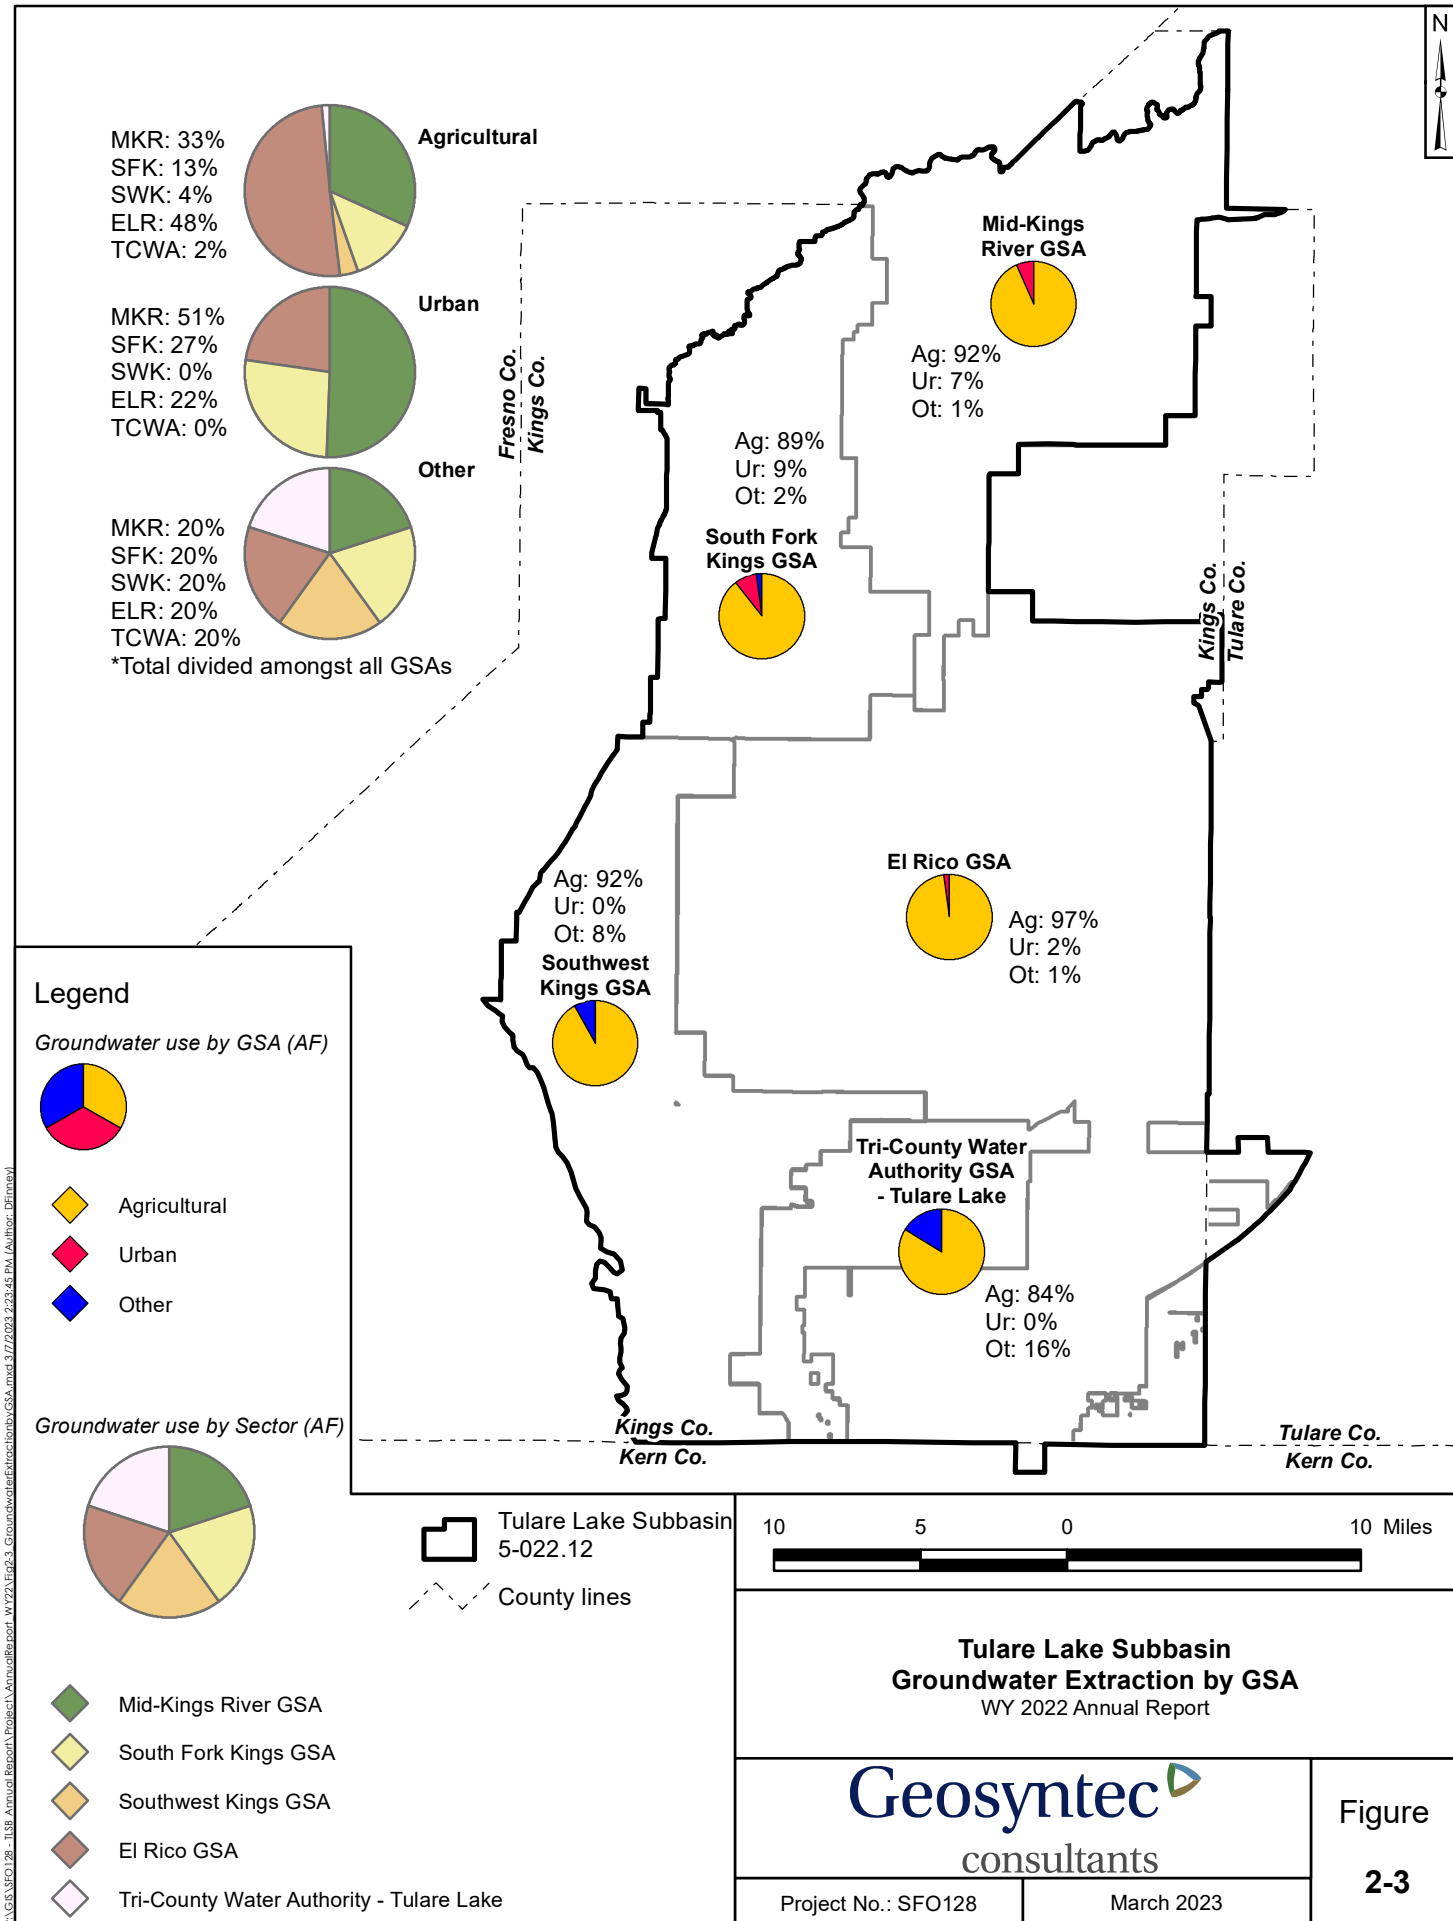 N
MKR: 33%
SFK: 13%
SWK: 4%
ELR: 48%
TCWA: 2%
Agricultural
MKR: 51%
SFK: 27%
SWK: 0%
ELR: 22%
TCWA: 0%
Urban
MKR: 20%
SFK: 20%
SWK: 20%
ELR: 20%
TCWA: 20%
Other
*Total divided amongst all GSAs
Fresno Co.
Kings Co.
Mid-Kings
River GSA
Ag: 92%
Ur: 7%
Ot: 1%
Ag: 89%
Ur: 9%
Ot: 2%
South Fork
Kings GSA
Kings Co.
Tulare Co.
El Rico GSA
Ag: 97%
Ur: 2%
Ot: 1%
Ag: 92%
Ur: 0%
Ot: 8%
Southwest
Kings GSA
Tri-County Water
Authority GSA
- Tulare Lake
Ag: 84%
Ur: 0%
Ot: 16%
Kings Co.
Kern Co.
Tulare Co.
Kern Co.
Legend
Groundwater use by GSA (AF)
Agricultural
Urban
Other
Groundwater use by Sector (AF)
Mid-Kings River GSA
South Fork Kings GSA
Southwest Kings GSA
El Rico GSA
Tri-County Water Authority - Tulare Lake
Tulare Lake Subbasin
5-022.12
County lines
10 5 0 10 Miles
Tulare Lake Subbasin
Groundwater Extraction by GSA
WY 2022 Annual Report
Geosyntec
consultants
Project No.: SFO128
March 2023
Figure
2-3